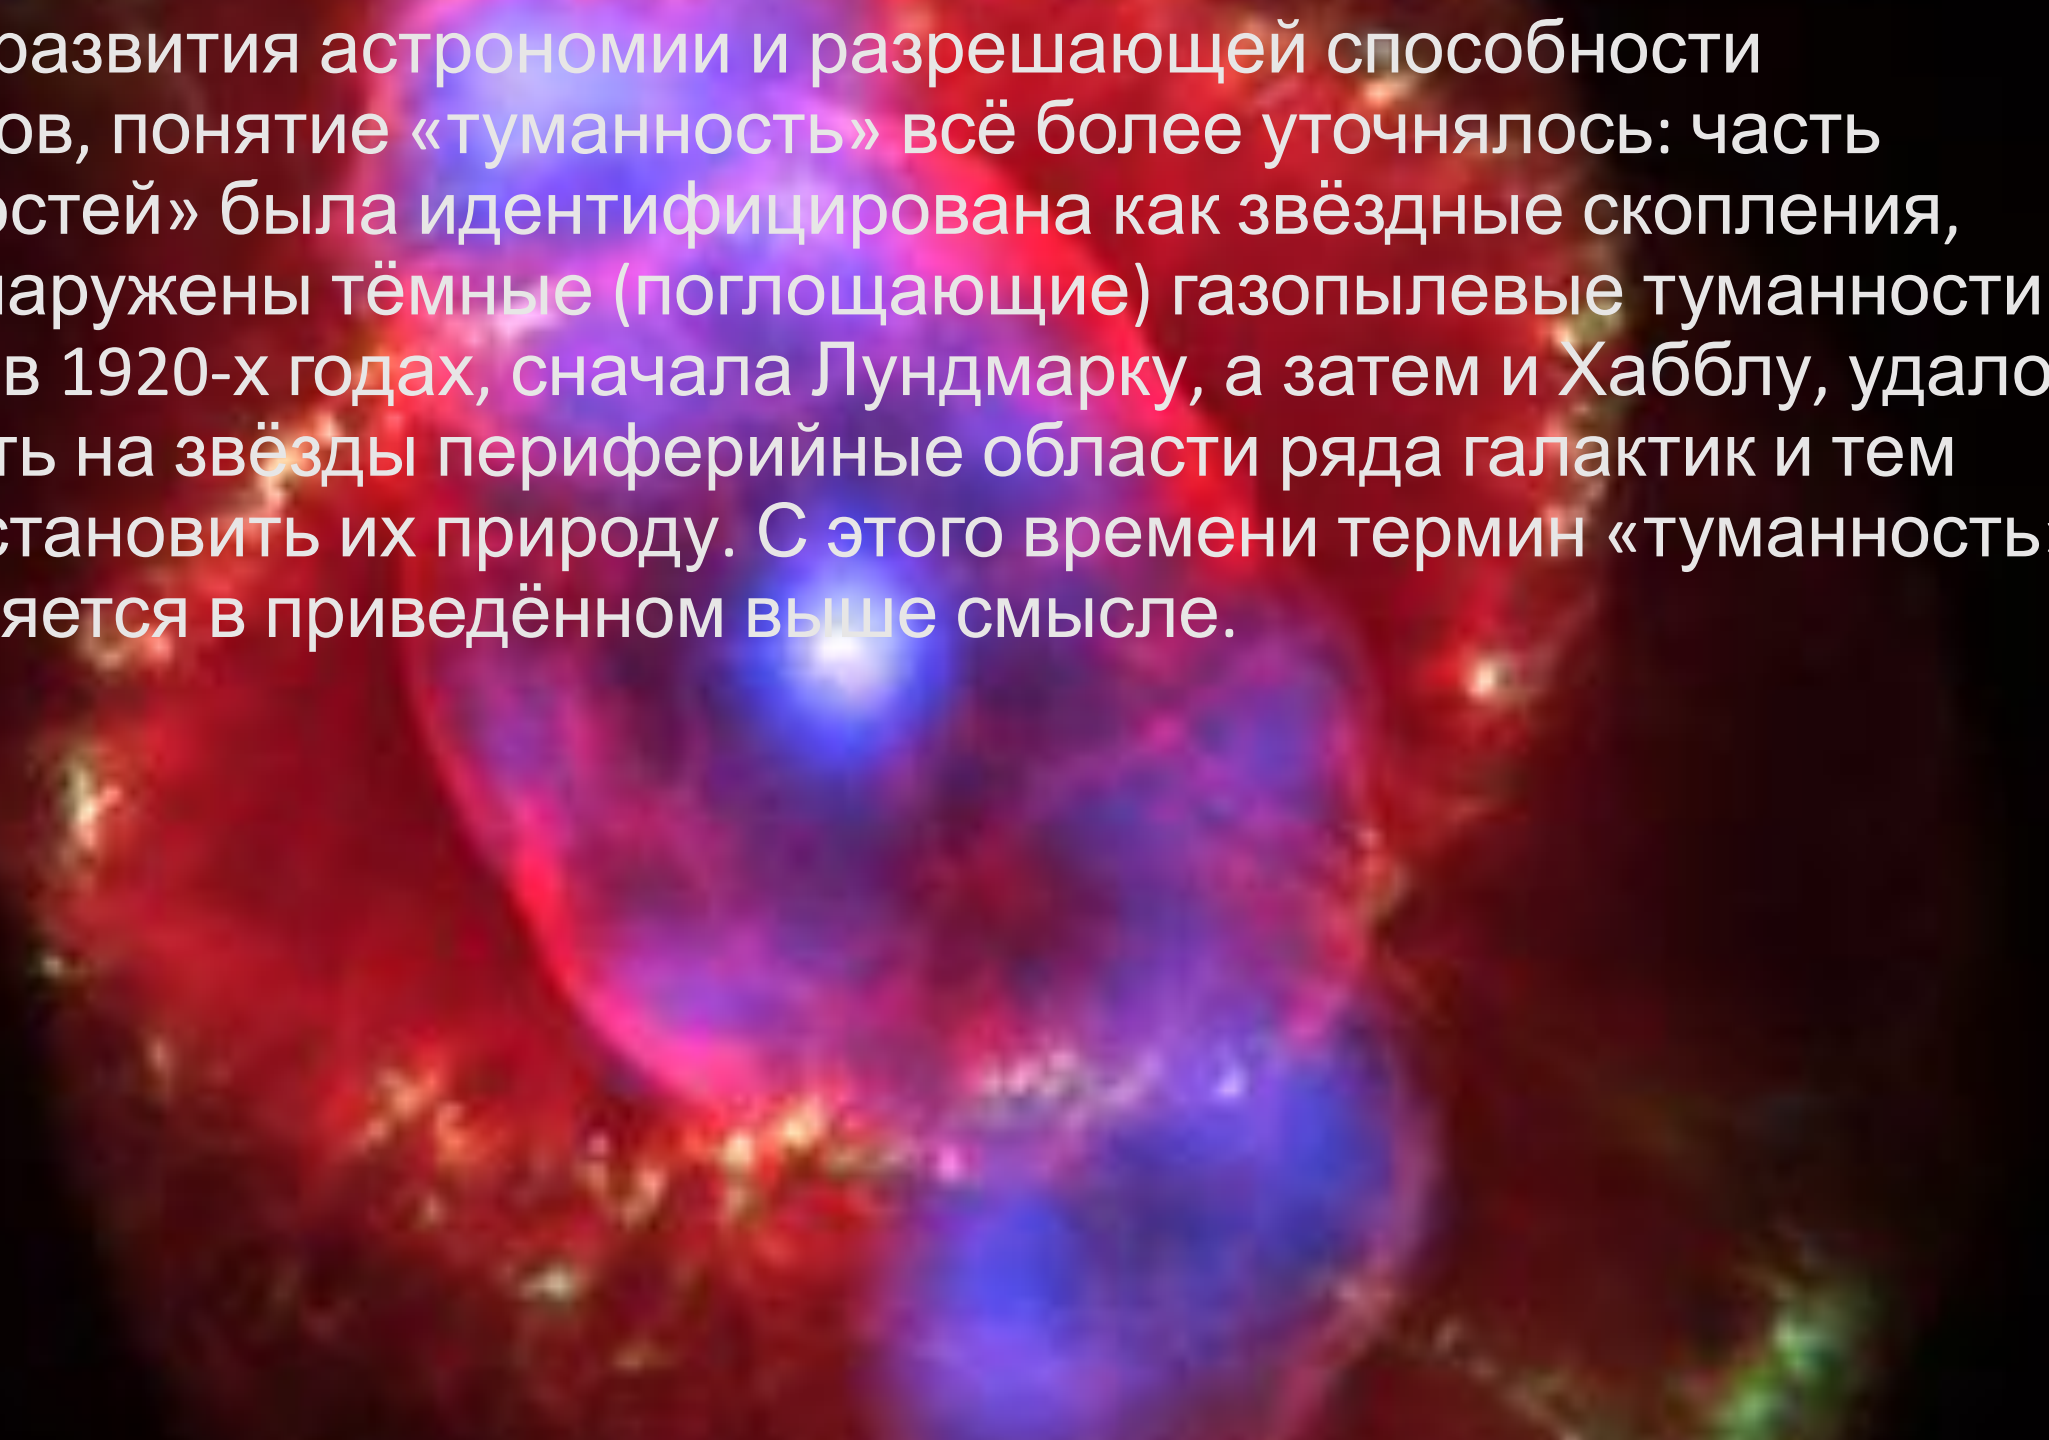 развития астрономии и разрешающей способности
ов, понятие «туманность» всё более уточнялось: часть
остей» была идентифицирована как звёздные скопления,
наружены тёмные (поглощающие) газопылевые туманности
в 1920-х годах, сначала Лундмарку, а затем и Хабблу, удало
ть на звёзды периферийные области ряда галактик и тем
становить их природу. С этого времени термин «туманность»
яется в приведённом выше смысле.